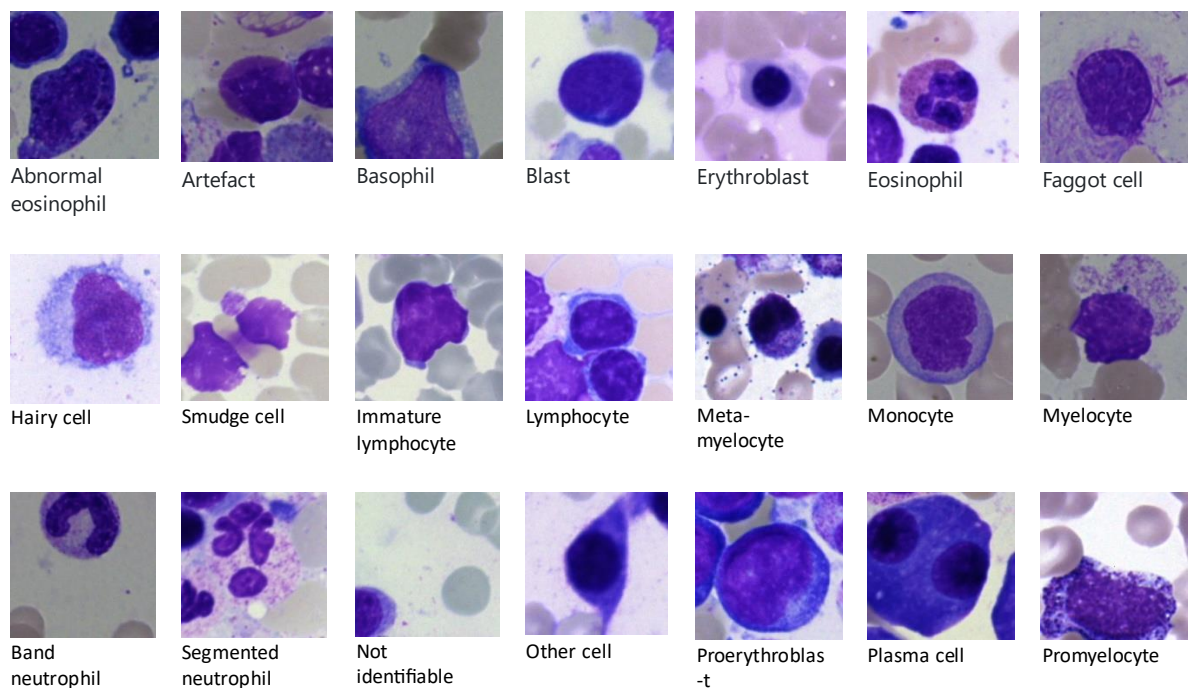 Abnormal
eosinophil
Artefact
Basophil
Blast
Erythroblast
Eosinophil
Faggot cell
Hairy cell
Smudge cell
Immature
lymphocyte
Lymphocyte
Meta-
myelocyte
Monocyte
Myelocyte
Band
neutrophil
Segmented
neutrophil
Not
identifiable
Other cell
Proerythroblas
-t
Plasma cell
Promyelocyte